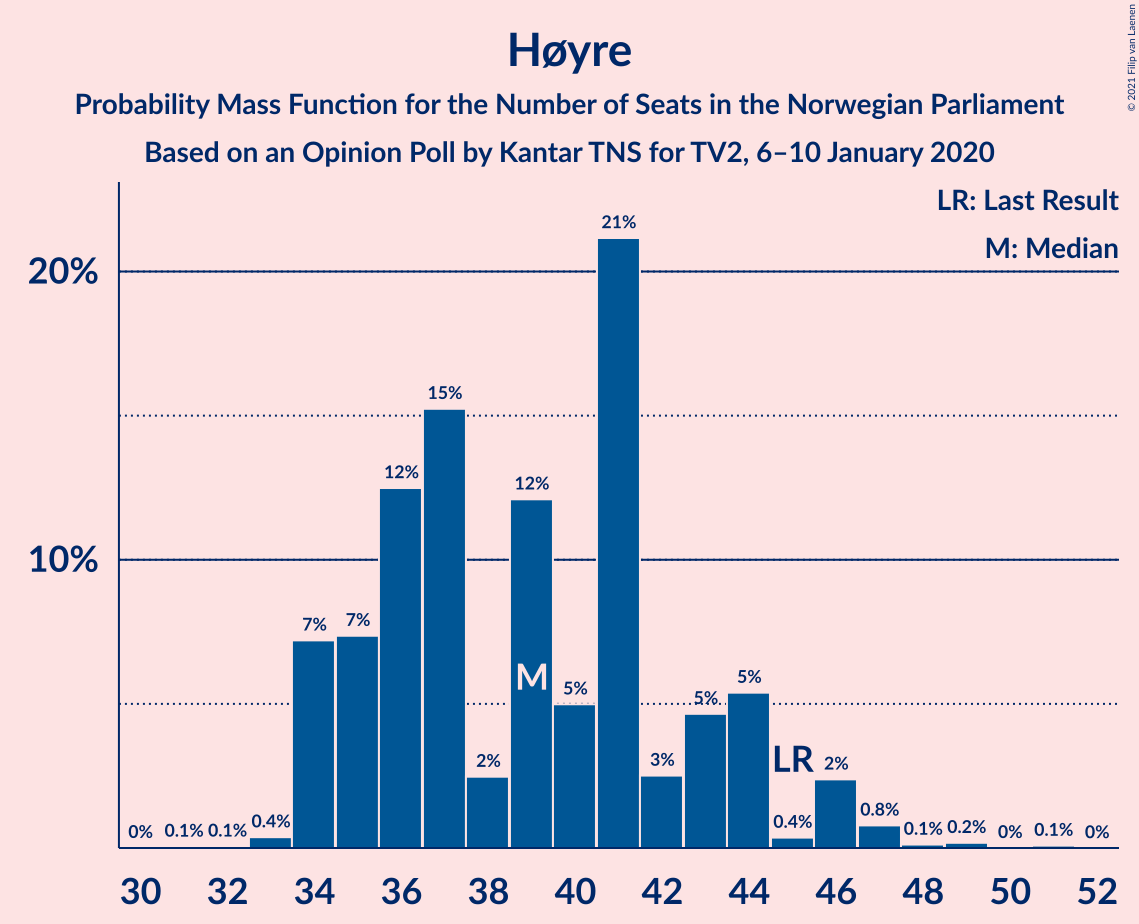 Høyre
Probability Mass Function for the Number of Seats in the Norwegian Parliament
Based on an Opinion Poll by Kantar TNS for TV2, 6–10 January 2020
© 2021 Filip van Laenen
LR: Last Result
M: Median
20%
10%
0%
0.1%
0.1%
0.4%
7%
7%
12%
15%
2%
12%
M
5%
21%
3%
5%
5%
LR
0.4%
2%
0.8%
0.1%
0.2%
0%
0.1%
0%
30 32 34 36 38 40 42 44 46 48 50 52